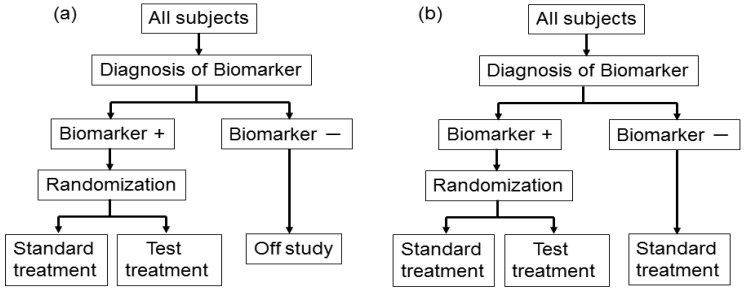 (a)
All subjects
Diagnosis of Biomarker
Biomarker +
Biomarker －
Randomization
Standard
treatment
Test
treatment
Off study
(b)
All subjects
Diagnosis of Biomarker
Biomarker +
Biomarker －
Randomization
Standard
treatment
Test
treatment
Standard
treatment